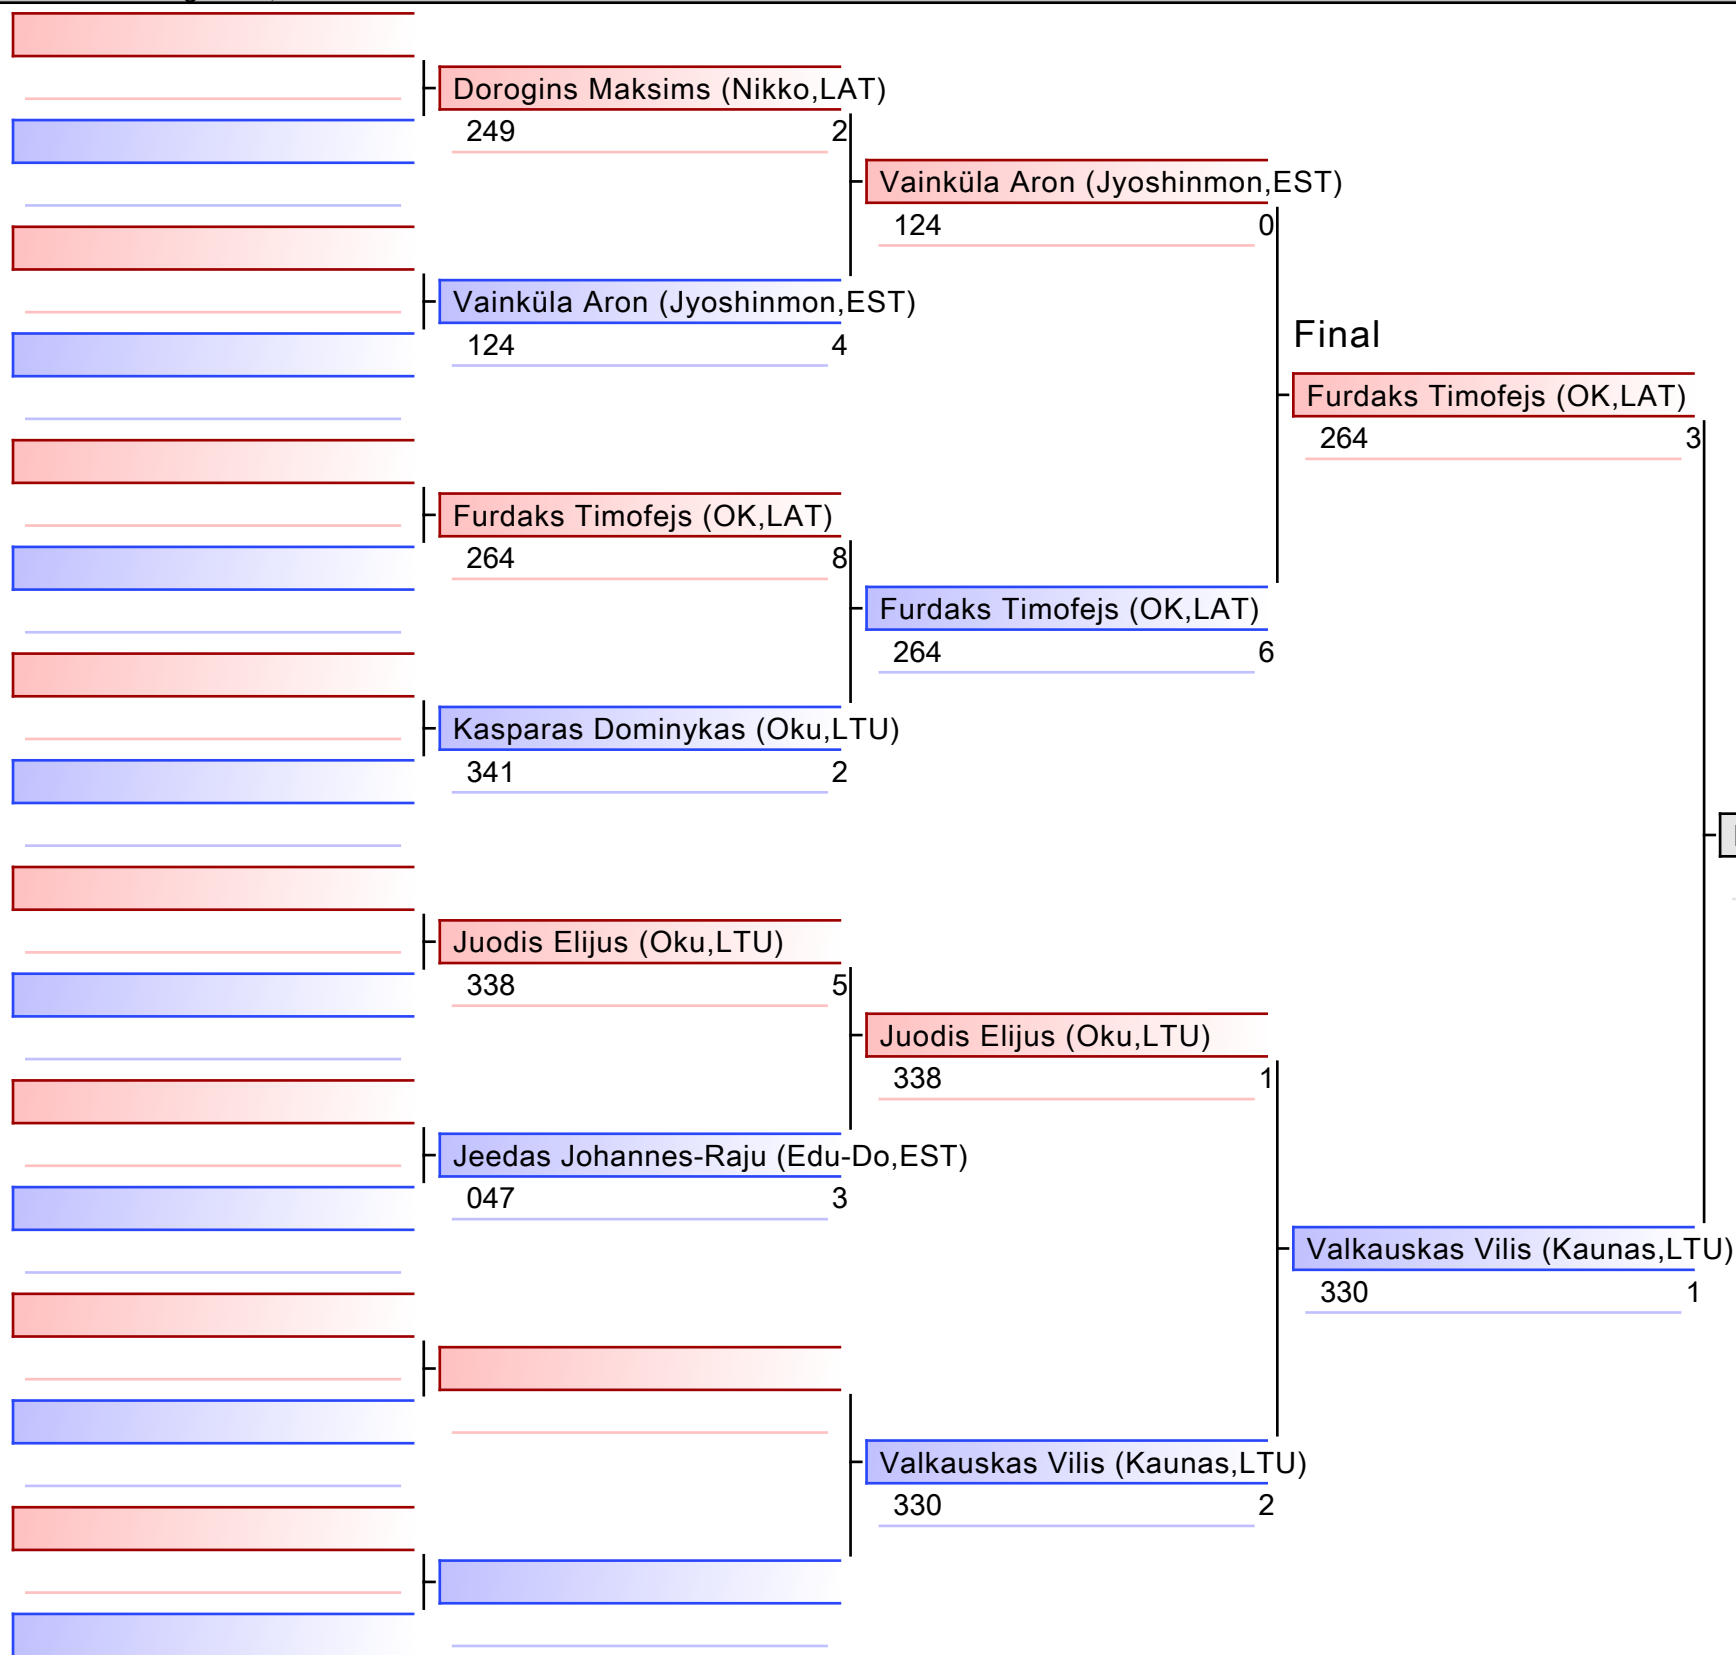 Dorogins Maksims (Nikko,LAT)
249 2
Vainküla Aron (Jyoshinmon,EST)
124 0
Vainküla Aron (Jyoshinmon,EST)
124 4
Final
Furdaks Timofejs (OK,LAT)
264 3
Furdaks Timofejs (OK,LAT)
264 8
Furdaks Timofejs (OK,LAT)
264 6
Kasparas Dominykas (Oku,LTU)
341 2
Juodis Elijus (Oku,LTU)
338 5
Juodis Elijus (Oku,LTU)
338 1
Jeedas Johannes-Raju (Edu-Do,EST)
047 3
Valkauskas Vilis (Kaunas,LTU)
330 1
Valkauskas Vilis (Kaunas,LTU)
330 2